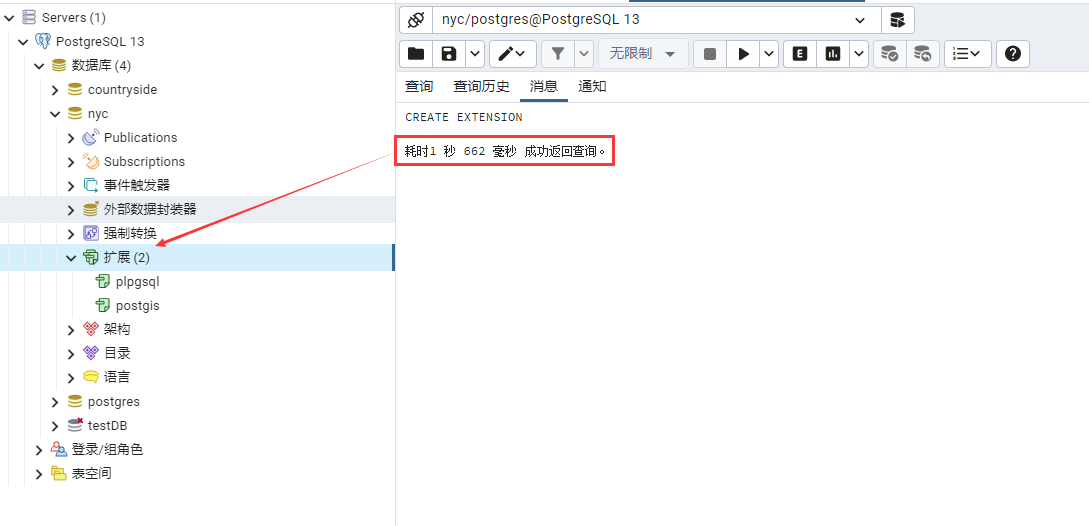 Servers (1)
PostgreSQL 13
数据库 (4)
countryside
nyc
Publications
Subscriptions
事件触发器
外部数据封装器
强制转换
扩展 (2)
plpgsql
postgis
架构
目录
语言
postgres
testDB
登录/组角色
表空间
nyc/postgres@PostgreSQL 13
无限制
E
查询 查询历史 消息 通知
CREATE EXTENSION
耗时1 秒 662 毫秒 成功返回查询。